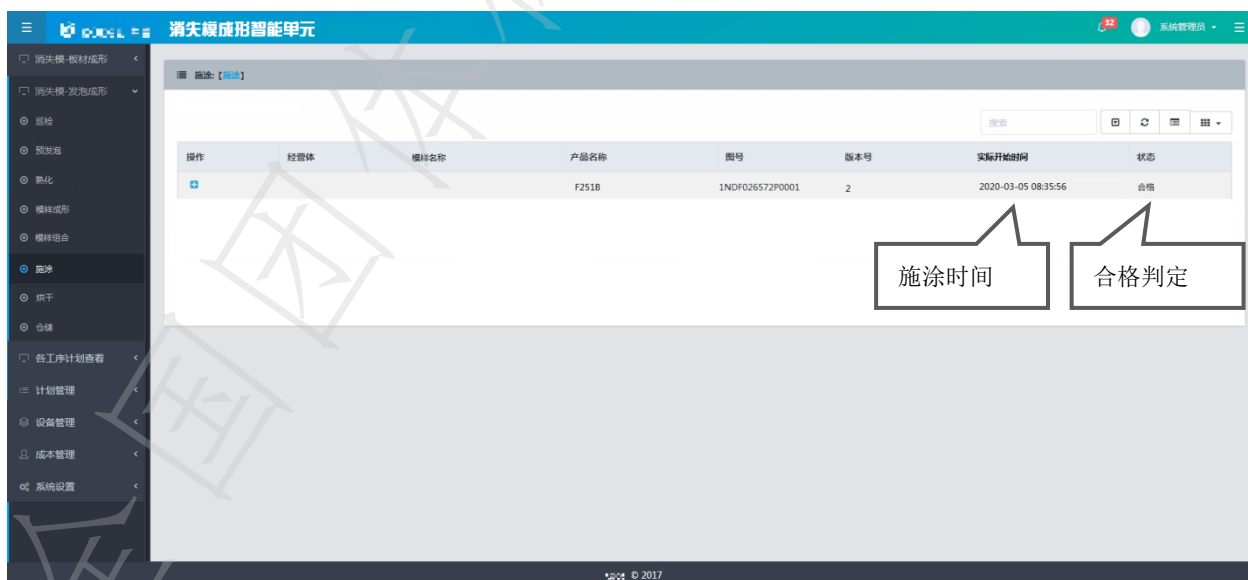 消失模成形智能单元
32
系统管理员
消失模-板材成形
消失模-发泡成形
巡检
预发泡
熟化
模样成形
模样组合
施涂
烘干
仓储
各工序计划查看
计划管理
设备管理
成本管理
系统设置
施涂:【施涂】
搜索
操作 经营体 模样名称 产品名称 图号 版本号 实际开始时间 状态
F251B 1NDF026572P0001 2 2020-03-05 08:35:56 合格
施涂时间
合格判定
© 2017